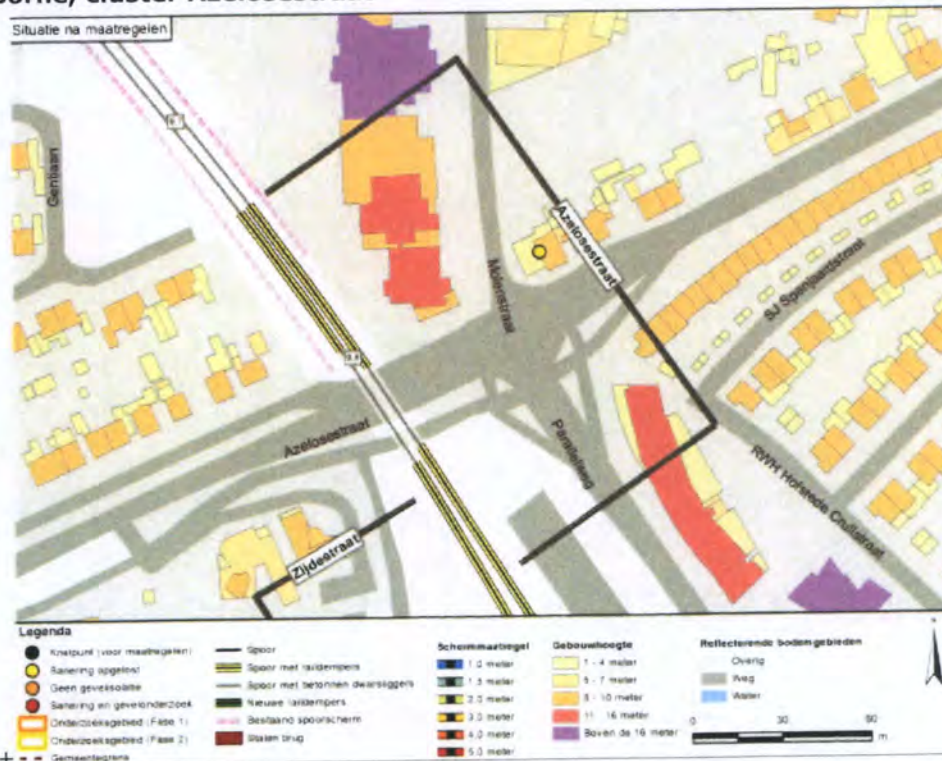 Situatie na maatregelen
Gentiaan
Molenstraat
Azelosestraat
SJ Spanjaardstraat
Azelosestraat
Parallelweg
RWH Hofstede Crullstraat
Zijdestraat
Legenda
Knelpunt (voor maatregelen)
Sanering opgelost
Geen gevelisolatie
Sanering en gevelonderzoek
Onderzoeksgebied (Fase 1)
Onderzoeksgebied (Fase 2)
Gemeentegrens
Spoor
Spoor met raildempers
Spoor met betonnen dwarsliggers
Nieuwe raildempers
Bestaand spoorscherm
Stalen brug
Schermmaatregel
1.0 meter
1.5 meter
2.0 meter
3.0 meter
4.0 meter
5.0 meter
Gebouwhoogte
1 - 4 meter
5 - 7 meter
8 - 10 meter
11 - 16 meter
Boven de 16 meter
Reflecterende bodemgebieden
Overig
Weg
Water
0 30 60
m